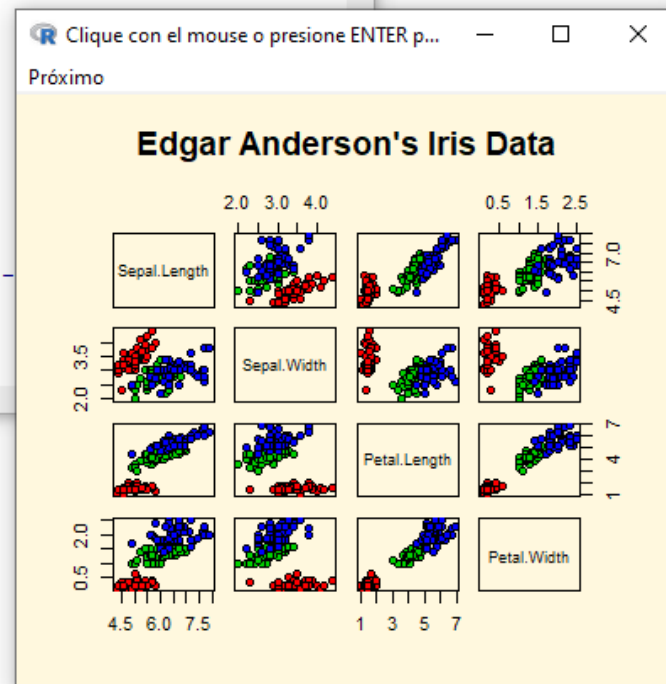 Clique con el mouse o presione ENTER p...
Próximo
Edgar Anderson's Iris Data
2.0 3.0 4.0
0.5 1.5 2.5
Sepal.Length
4.5 7.0
2.0 3.5
Sepal.Width
Petal.Length
1 4 7
0.5 2.0
Petal.Width
4.5 6.0 7.5
1 3 5 7